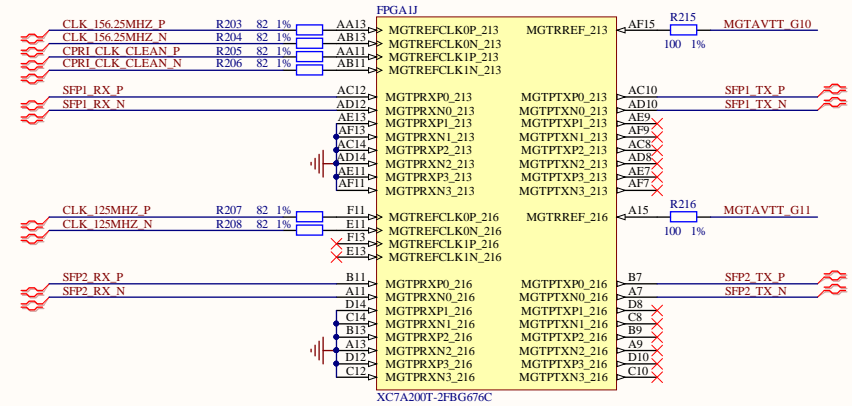 FPGA1J
CLK_156.25MHZ_P R203 82 1% AA13 MGTREFCLK0P_213 MGTRREF_213 AF15 R215 100 1% MGTAVTT_G10
CLK_156.25MHZ_N R204 82 1% AB13 MGTREFCLK0N_213
CPRI_CLK_CLEAN_P R205 82 1% AA11 MGTREFCLK1P_213
CPRI_CLK_CLEAN_N R206 82 1% AB11 MGTREFCLK1N_213
SFP1_RX_P AC12 MGTPRXP0_213 MGTPTXP0_213 AC10 SFP1_TX_P
SFP1_RX_N AD12 MGTPRXN0_213 MGTPTXN0_213 AD10 SFP1_TX_N
AE13 MGTPRXP1_213 MGTPTXP1_213 AE9
AF13 MGTPRXN1_213 MGTPTXN1_213 AF9
AC14 MGTPRXP2_213 MGTPTXP2_213 AC8
AD14 MGTPRXN2_213 MGTPTXN2_213 AD8
AE11 MGTPRXP3_213 MGTPTXP3_213 AE7
AF11 MGTPRXN3_213 MGTPTXN3_213 AF7
CLK_125MHZ_P R207 82 1% F11 MGTREFCLK0P_216 MGTRREF_216 A15 R216 100 1% MGTAVTT_G11
CLK_125MHZ_N R208 82 1% E11 MGTREFCLK0N_216
F13 MGTREFCLK1P_216
E13 MGTREFCLK1N_216
SFP2_RX_P B11 MGTPRXP0_216 MGTPTXP0_216 B7 SFP2_TX_P
SFP2_RX_N A11 MGTPRXN0_216 MGTPTXN0_216 A7 SFP2_TX_N
D14 MGTPRXP1_216 MGTPTXP1_216 D8
C14 MGTPRXN1_216 MGTPTXN1_216 C8
B13 MGTPRXP2_216 MGTPTXP2_216 B9
A13 MGTPRXN2_216 MGTPTXN2_216 A9
D12 MGTPRXP3_216 MGTPTXP3_216 D10
C12 MGTPRXN3_216 MGTPTXN3_216 C10
XC7A200T-2FBG676C